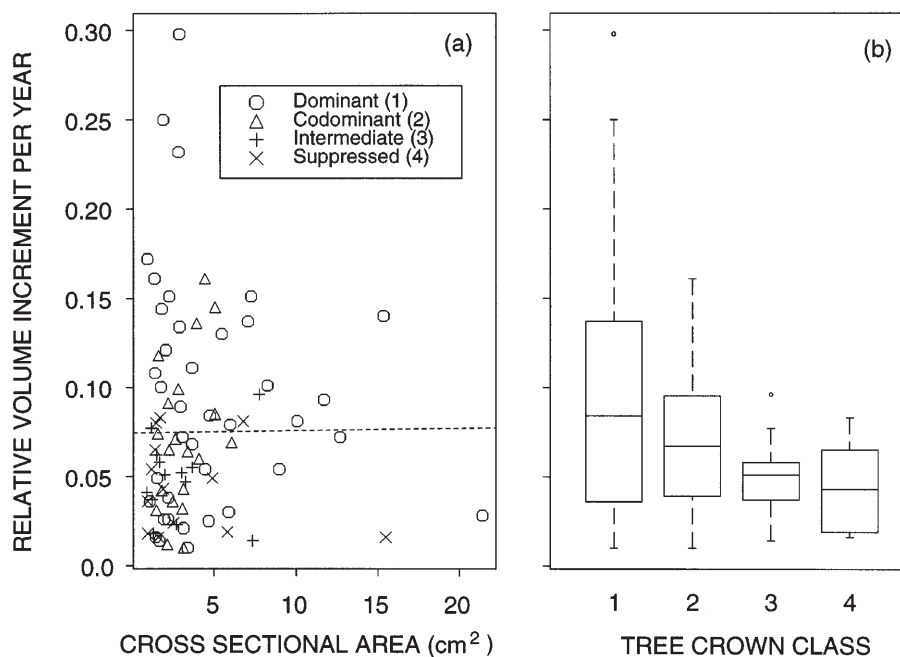 RELATIVE VOLUME INCREMENT PER YEAR
0.30
0.25
0.20
0.15
0.10
0.05
0.0
(a)
Dominant (1)
Codominant (2)
Intermediate (3)
Suppressed (4)
5 10 15 20
CROSS SECTIONAL AREA (cm²)
(b)
1 2 3 4
TREE CROWN CLASS